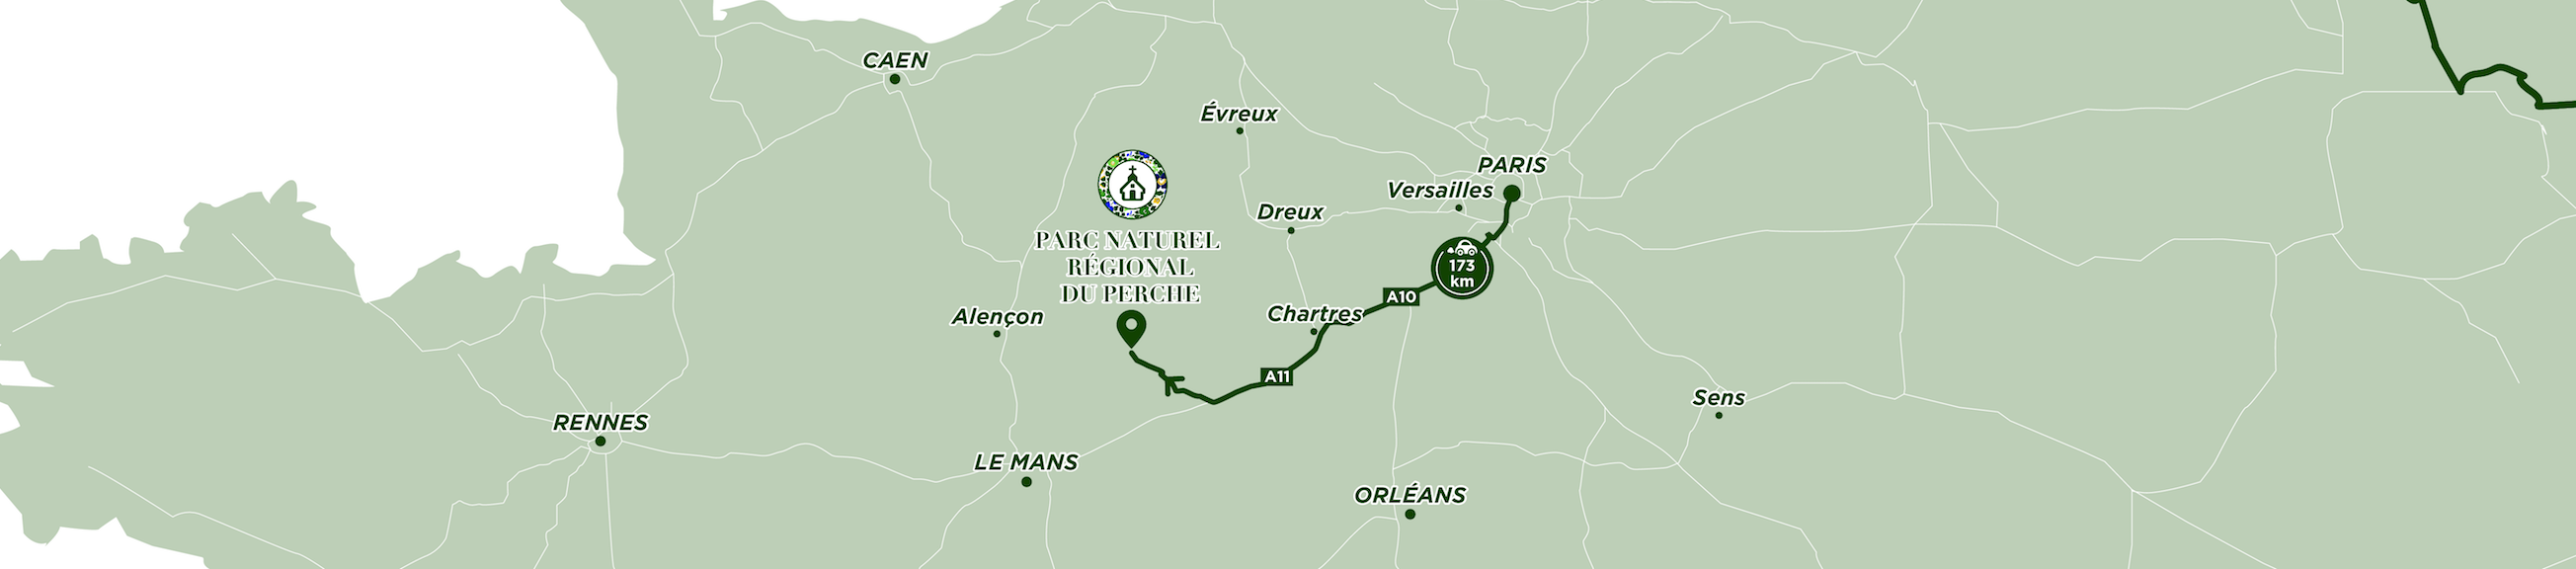 CAEN
Évreux
PARIS
Versailles
Dreux
PARC NATUREL
RÉGIONAL
DU PERCHE
173
km
A10
Alençon
Chartres
A11
Sens
RENNES
LE MANS
ORLÉANS